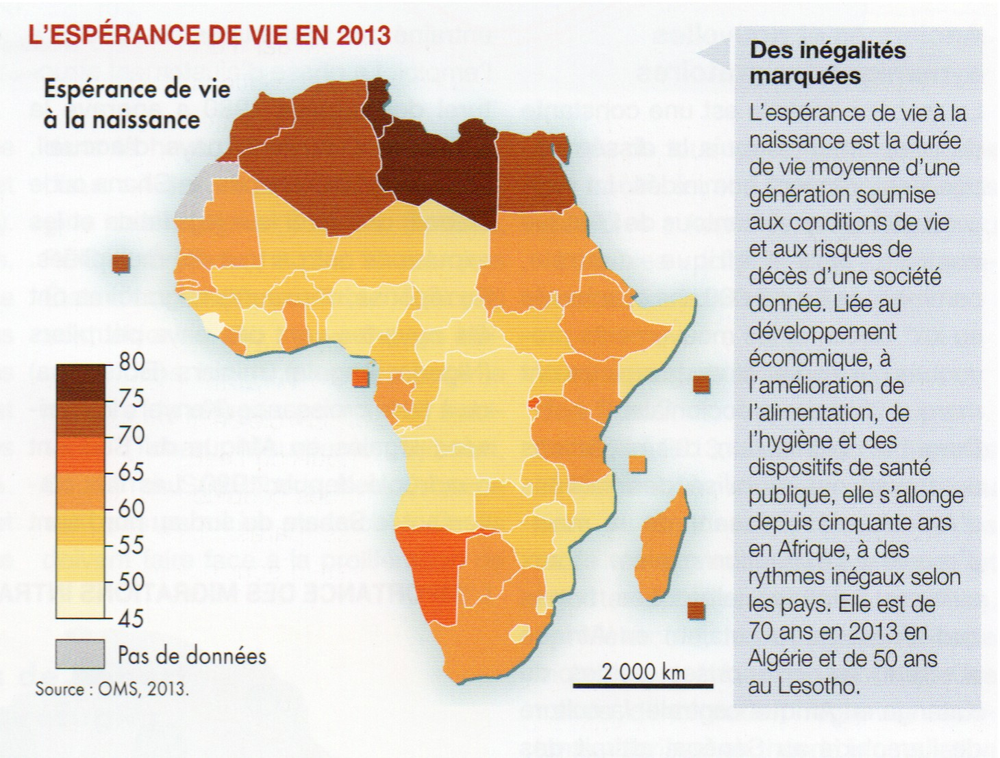 L'ESPÉRANCE DE VIE EN 2013
Espérance de vie
à la naissance
80
75
70
65
60
55
50
45
Pas de données
Source : OMS, 2013.
2 000 km
Des inégalités
marquées
L'espérance de vie à la
naissance est la durée
de vie moyenne d'une
génération soumise
aux conditions de vie
et aux risques de
décès d'une société
donnée. Liée au
développement
économique, à
l'amélioration de
l'alimentation, de
l'hygiène et des
dispositifs de santé
publique, elle s'allonge
depuis cinquante ans
en Afrique, à des
rythmes inégaux selon
les pays. Elle est de
70 ans en 2013 en
Algérie et de 50 ans
au Lesotho.